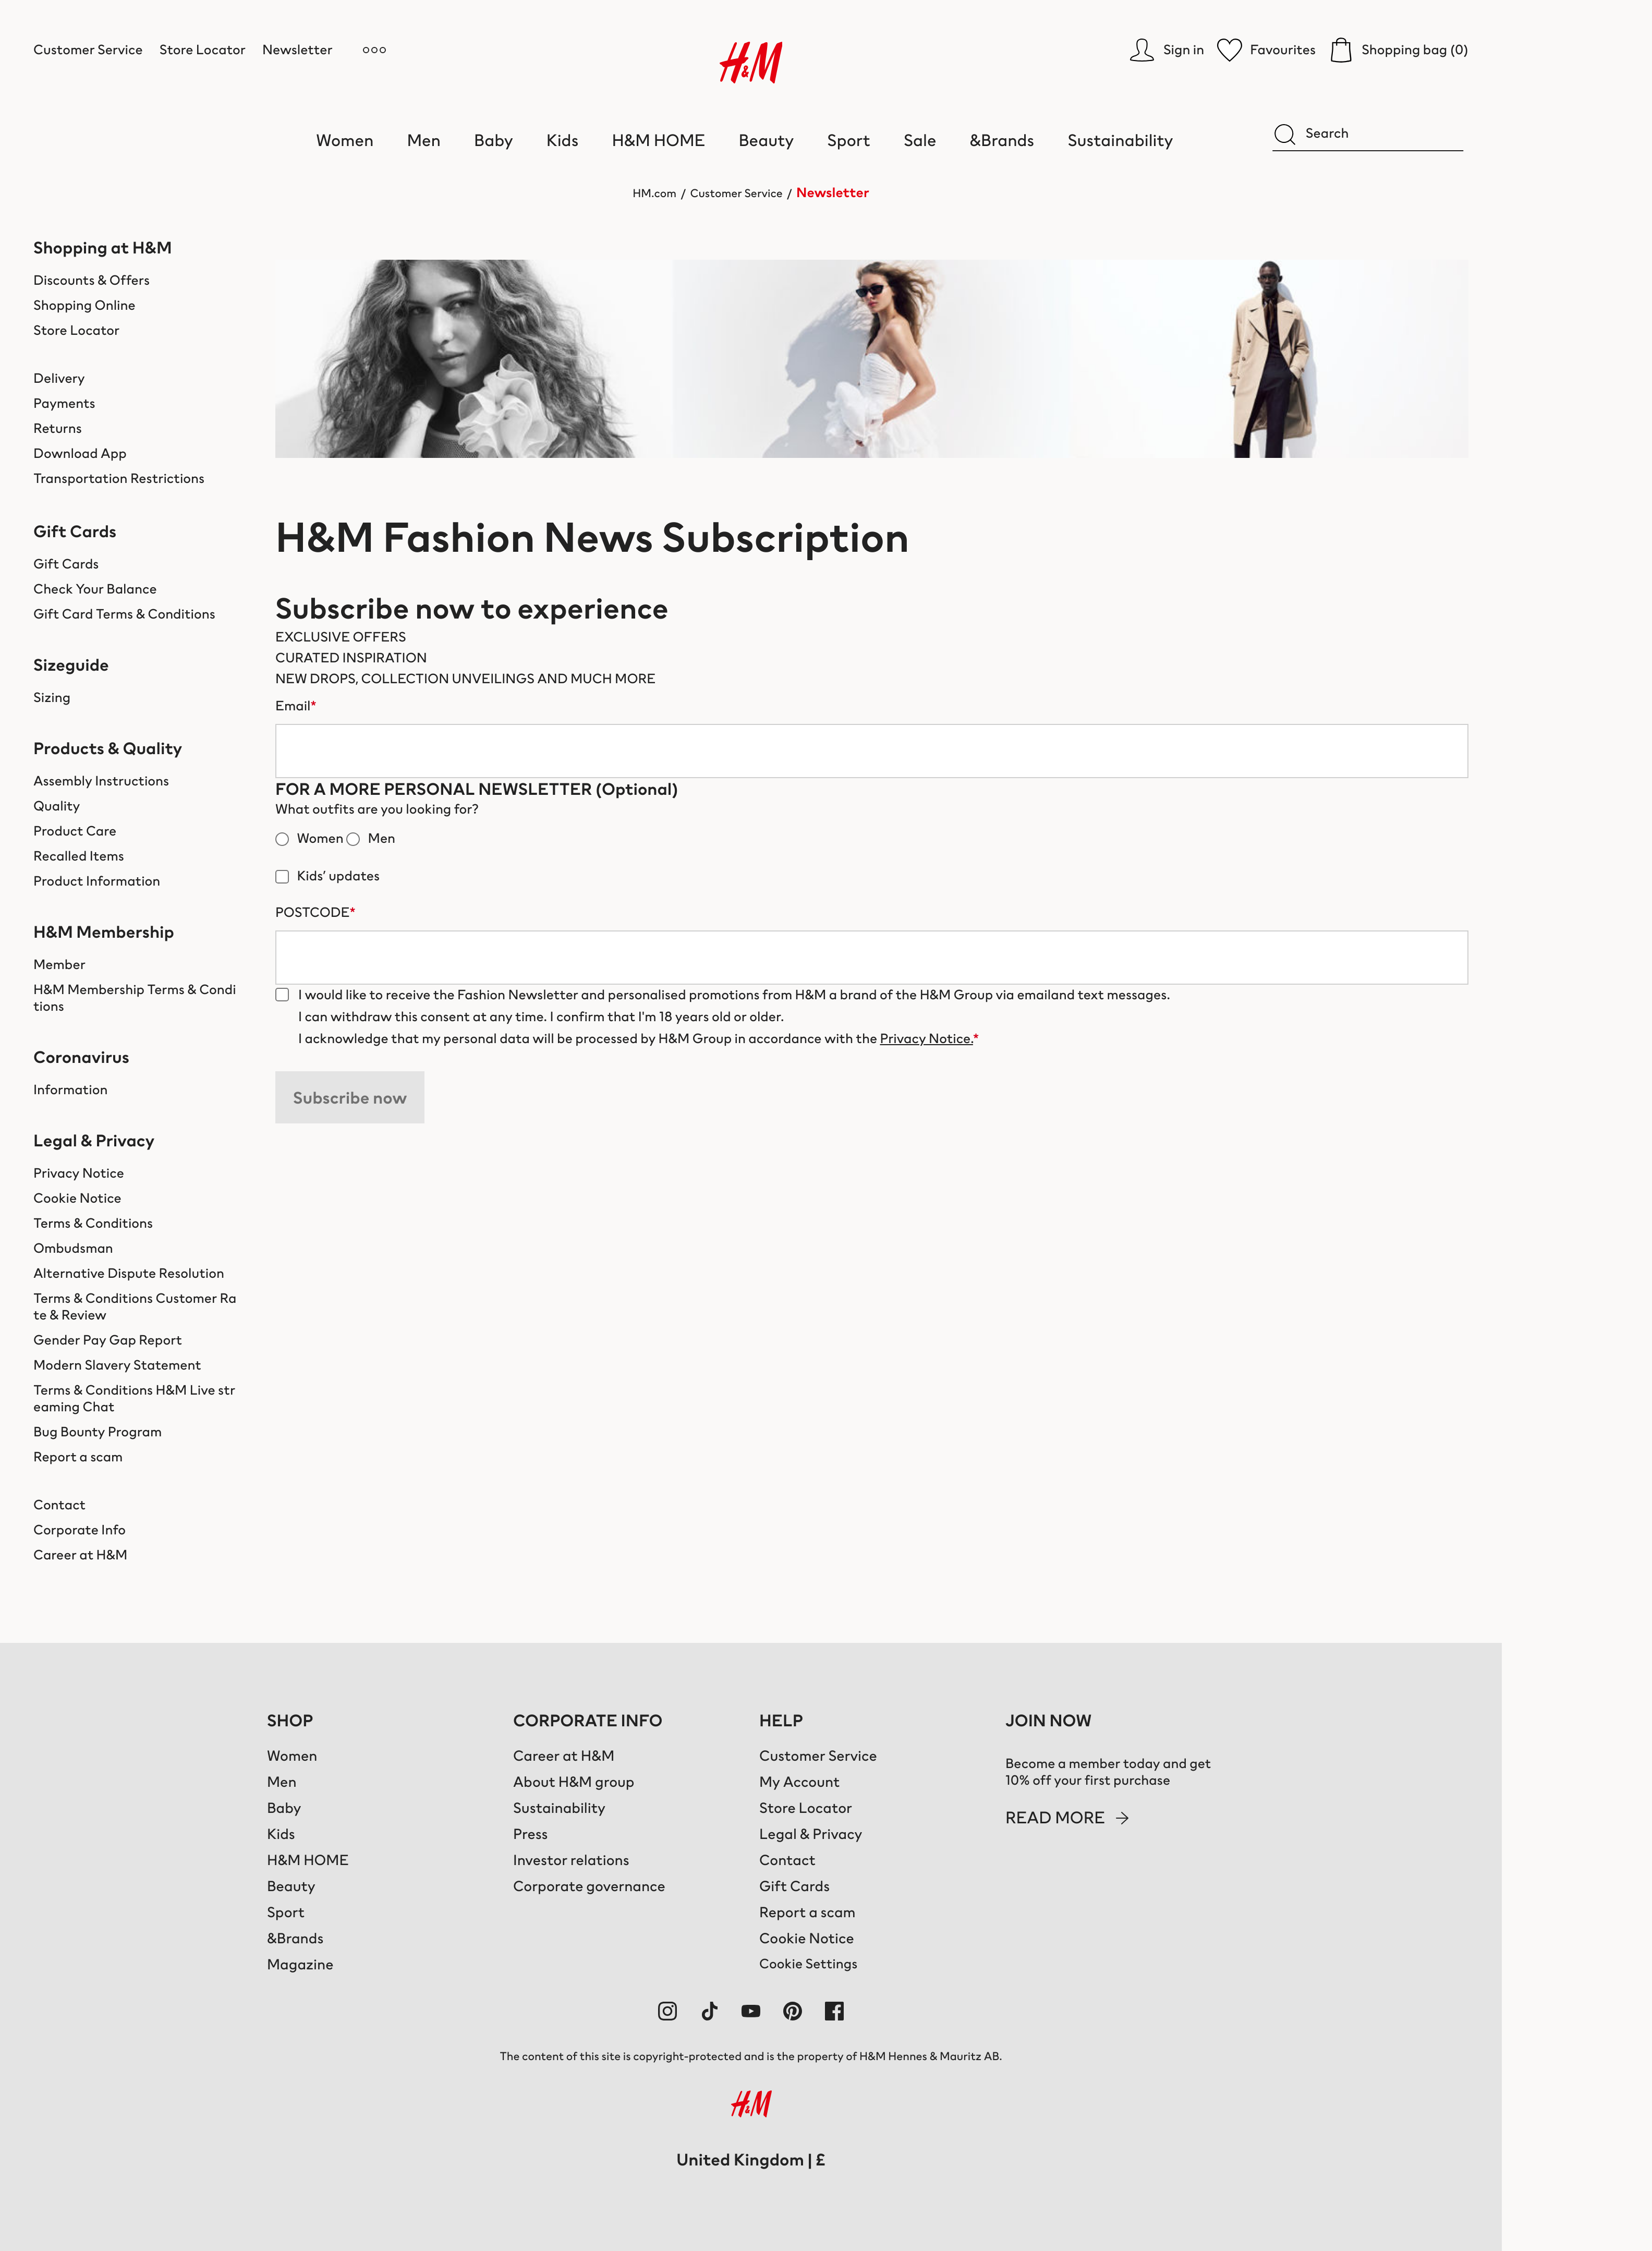 Customer Service Store Locator Newsletter
H&M
Sign in Favourites Shopping bag (0)
Women Men Baby Kids H&M HOME Beauty Sport Sale &Brands Sustainability
Search
HM.com / Customer Service / Newsletter
Shopping at H&M
Discounts & Offers
Shopping Online
Store Locator
Delivery
Payments
Returns
Download App
Transportation Restrictions
Gift Cards
Gift Cards
Check Your Balance
Gift Card Terms & Conditions
Sizeguide
Sizing
Products & Quality
Assembly Instructions
Quality
Product Care
Recalled Items
Product Information
H&M Membership
Member
H&M Membership Terms & Condi
tions
Coronavirus
Information
Legal & Privacy
Privacy Notice
Cookie Notice
Terms & Conditions
Ombudsman
Alternative Dispute Resolution
Terms & Conditions Customer Ra
te & Review
Gender Pay Gap Report
Modern Slavery Statement
Terms & Conditions H&M Live str
eaming Chat
Bug Bounty Program
Report a scam
Contact
Corporate Info
Career at H&M
H&M Fashion News Subscription
Subscribe now to experience
EXCLUSIVE OFFERS
CURATED INSPIRATION
NEW DROPS, COLLECTION UNVEILINGS AND MUCH MORE
Email*
FOR A MORE PERSONAL NEWSLETTER (Optional)
What outfits are you looking for?
Women Men
Kids’ updates
POSTCODE*
I would like to receive the Fashion Newsletter and personalised promotions from H&M a brand of the H&M Group via emailand text messages.
I can withdraw this consent at any time. I confirm that I'm 18 years old or older.
I acknowledge that my personal data will be processed by H&M Group in accordance with the Privacy Notice.*
Subscribe now
SHOP
Women
Men
Baby
Kids
H&M HOME
Beauty
Sport
&Brands
Magazine
CORPORATE INFO
Career at H&M
About H&M group
Sustainability
Press
Investor relations
Corporate governance
HELP
Customer Service
My Account
Store Locator
Legal & Privacy
Contact
Gift Cards
Report a scam
Cookie Notice
Cookie Settings
JOIN NOW
Become a member today and get
10% off your first purchase
READ MORE
The content of this site is copyright-protected and is the property of H&M Hennes & Mauritz AB.
H&M
United Kingdom | £